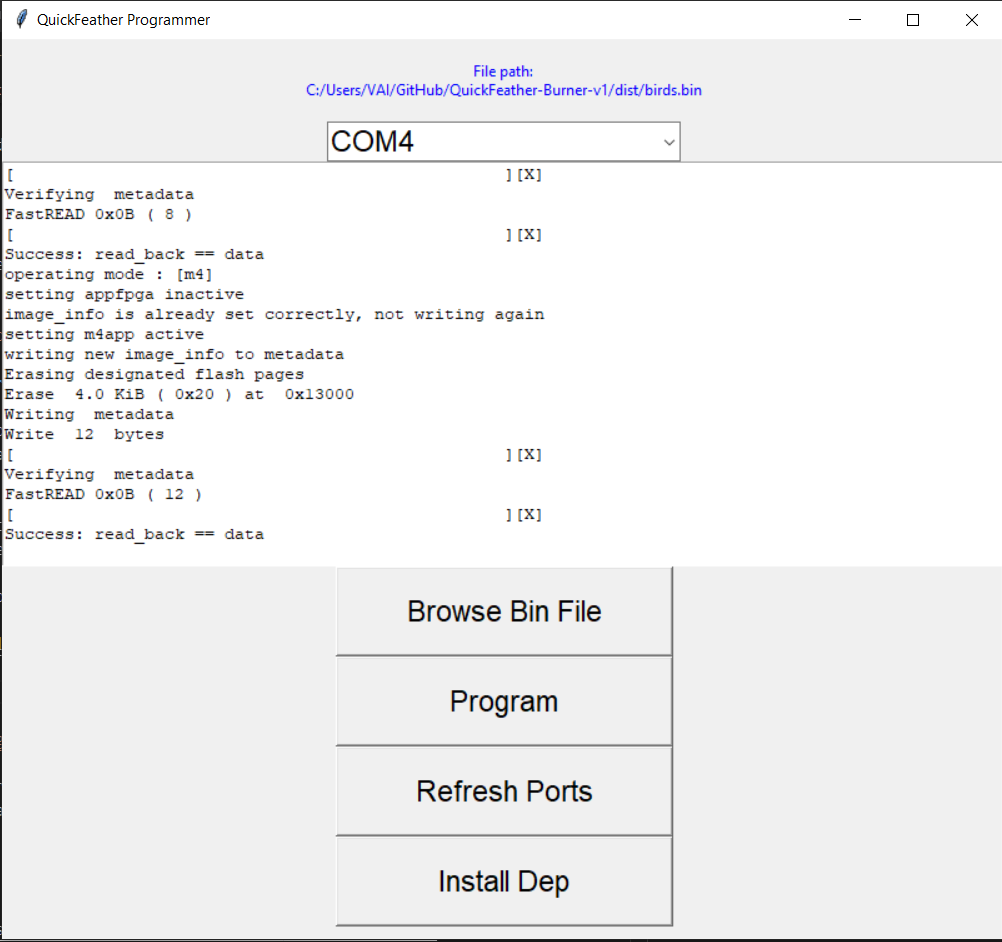 QuickFeather Programmer
File path:
C:/Users/VAI/GitHub/QuickFeather-Burner-v1/dist/birds.bin
COM4
[                                                 ][X]
Verifying  metadata
FastREAD 0x0B ( 8 )
[                                                 ][X]
Success: read_back == data
operating mode : [m4]
setting appfpga inactive
image_info is already set correctly, not writing again
setting m4app active
writing new image_info to metadata
Erasing designated flash pages
Erase  4.0 KiB ( 0x20 ) at  0x13000
Writing  metadata
Write  12  bytes
[                                                 ][X]
Verifying  metadata
FastREAD 0x0B ( 12 )
[                                                 ][X]
Success: read_back == data
Browse Bin File
Program
Refresh Ports
Install Dep